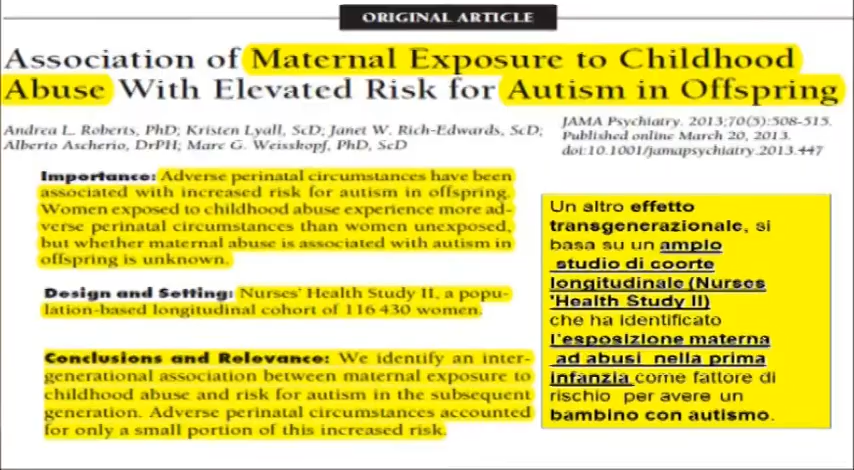 ORIGINAL ARTICLE
Association of Maternal Exposure to Childhood
Abuse With Elevated Risk for Autism in Offspring
Andrea L. Roberts, PhD; Kristen Lyall, ScD; Janet W. Rich-Edwards, ScD;
Alberto Ascherio, DrPH; Marc G. Weisskopf, PhD, ScD
JAMA Psychiatry. 2013;70(5):508-515.
Published online March 20, 2013.
doi:10.1001/jamapsychiatry.2013.447
Importance: Adverse perinatal circumstances have been
associated with increased risk for autism in offspring.
Women exposed to childhood abuse experience more ad-
verse perinatal circumstances than women unexposed,
but whether maternal abuse is associated with autism in
offspring is unknown.
Design and Setting: Nurses' Health Study II, a popu-
lation-based longitudinal cohort of 116 430 women.
Conclusions and Relevance: We identify an inter-
generational association between maternal exposure to
childhood abuse and risk for autism in the subsequent
generation. Adverse perinatal circumstances accounted
for only a small portion of this increased risk.
Un altro effetto
transgenerazionale, si
basa su un ampio
studio di coorte
longitudinale (Nurses
'Health Study II)
che ha identificato
l'esposizione materna
ad abusi nella prima
infanzia come fattore di
rischio per avere un
bambino con autismo.